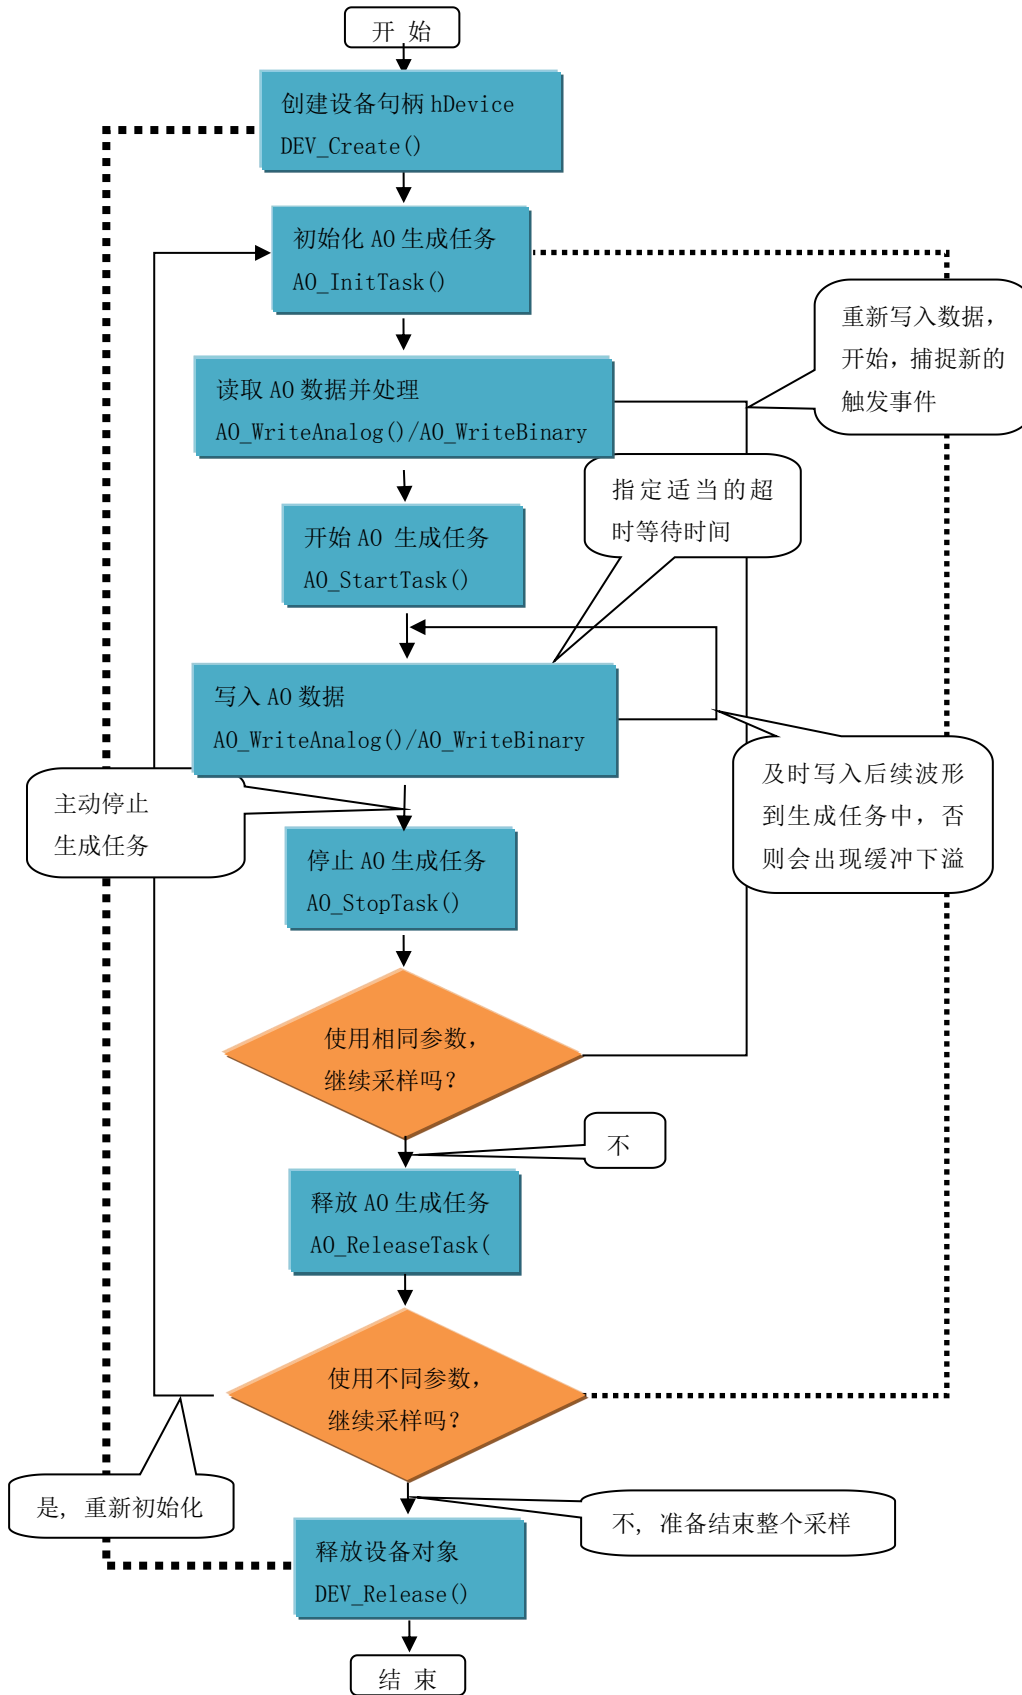 开 始
创建设备句柄 hDevice
DEV_Create()
初始化 AO 生成任务
AO_InitTask()
重新写入数据，
开始，捕捉新的
触发事件
读取 AO 数据并处理
AO_WriteAnalog()/AO_WriteBinary
指定适当的超
时等待时间
开始 AO 生成任务
AO_StartTask()
写入 AO 数据
AO_WriteAnalog()/AO_WriteBinary
及时写入后续波形
到生成任务中，否
则会出现缓冲下溢
主动停止
生成任务
停止 AO 生成任务
AO_StopTask()
使用相同参数，
继续采样吗？
不
释放 AO 生成任务
AO_ReleaseTask(
使用不同参数，
继续采样吗？
是，重新初始化
不，准备结束整个采样
释放设备对象
DEV_Release()
结 束